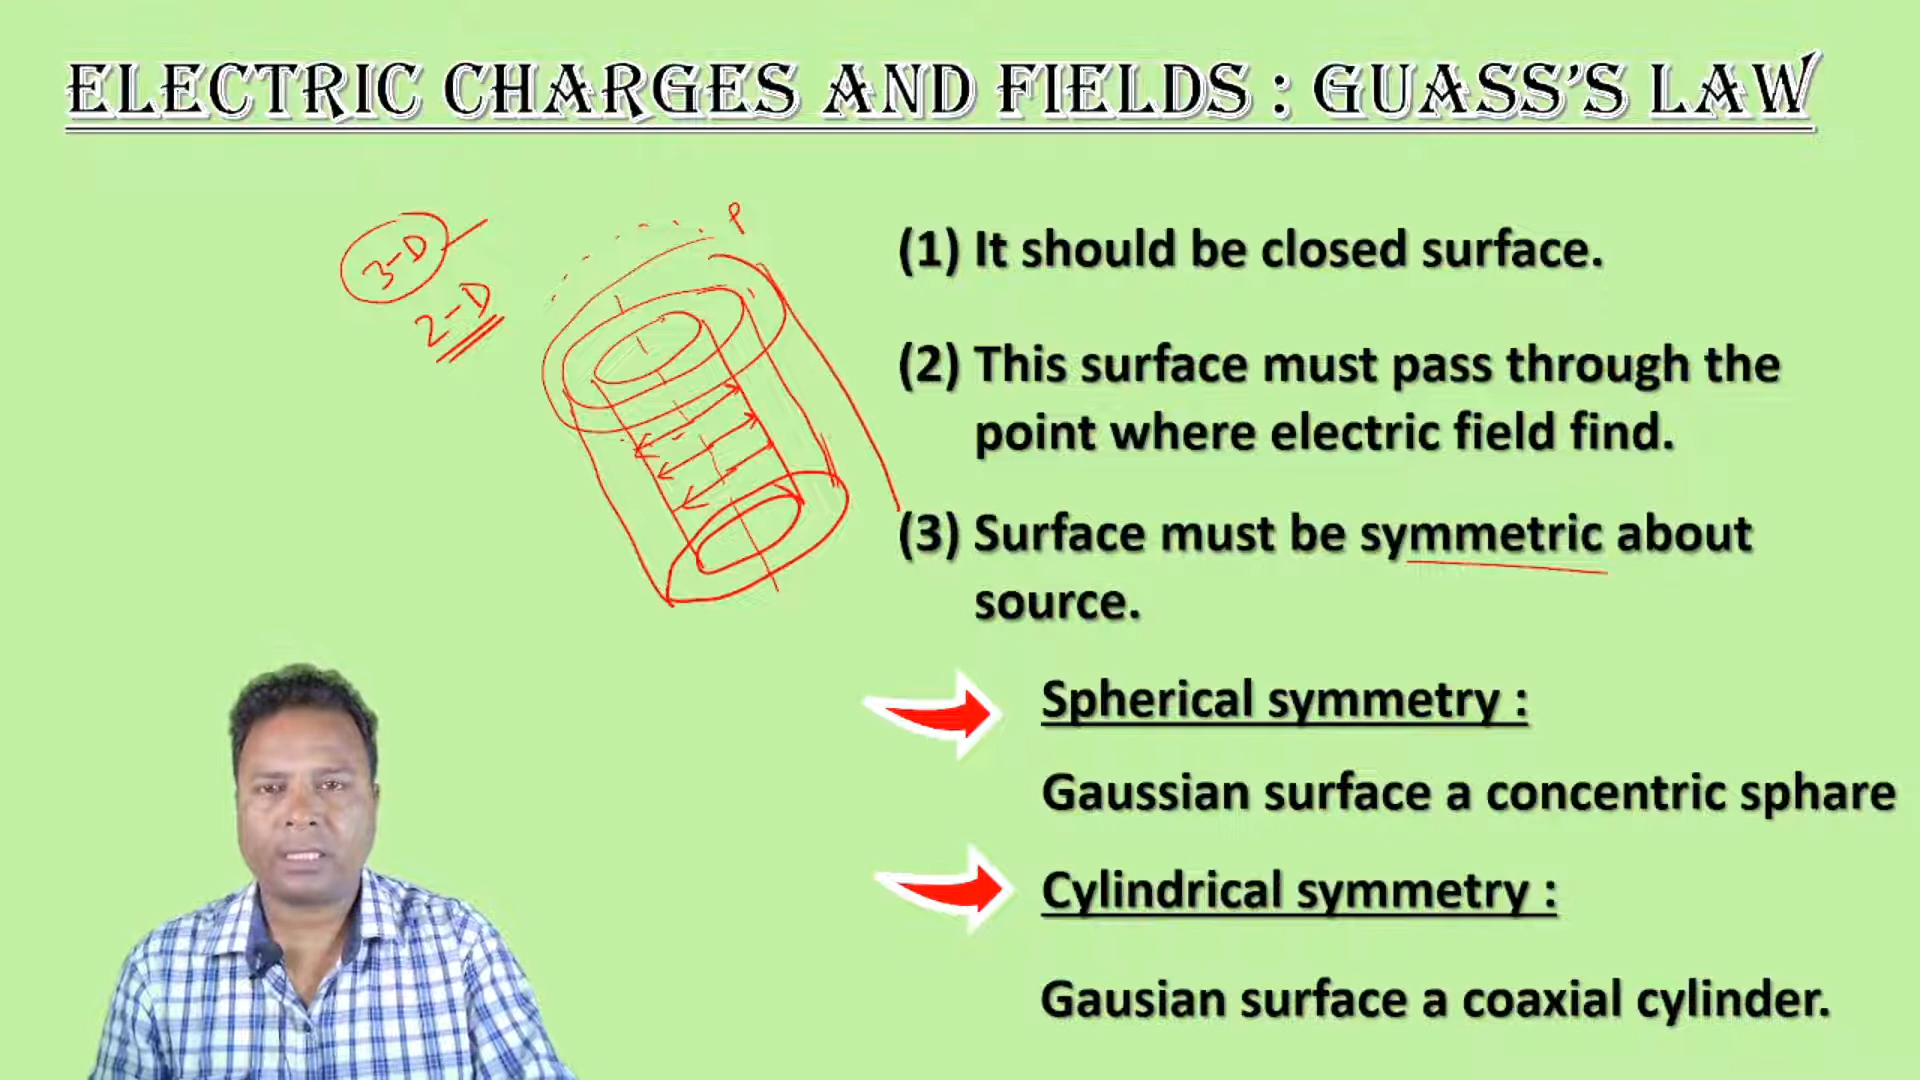 ELECTRIC CHARGES AND FIELDS : GUASS'S LAW
3-D
2-D
P
(1) It should be closed surface.
(2) This surface must pass through the
point where electric field find.
(3) Surface must be symmetric about
source.
Spherical symmetry :
Gaussian surface a concentric sphare
Cylindrical symmetry :
Gausian surface a coaxial cylinder.